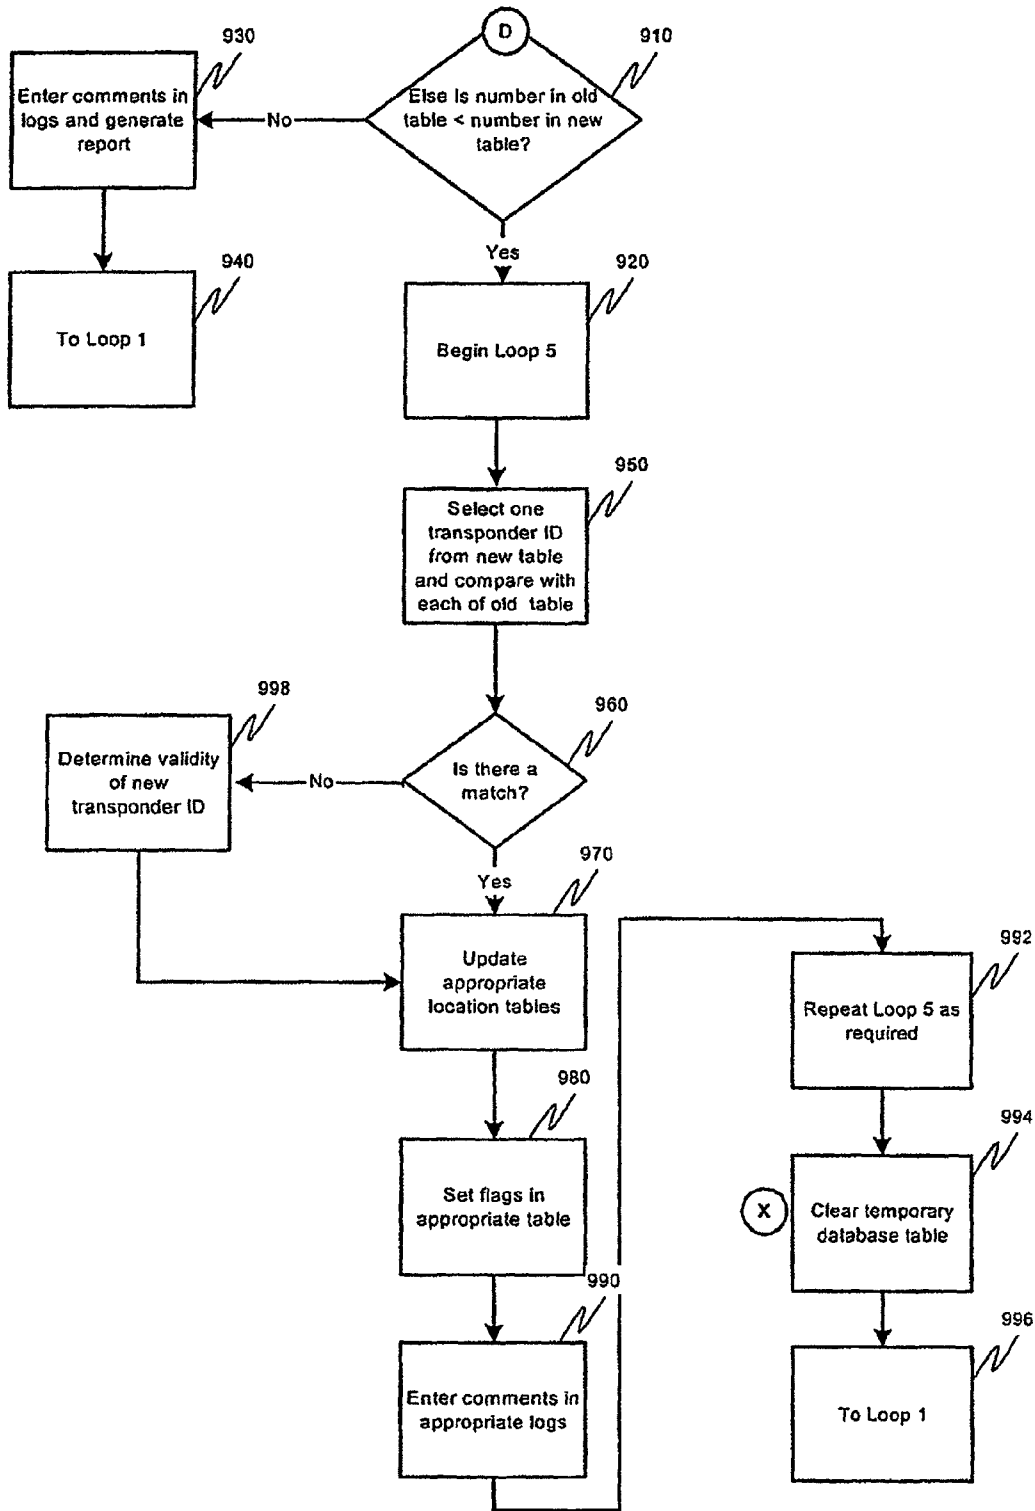 D
910
Else Is number in old
table < number in new
table?
930
Enter comments in
logs and generate
report
No
940
To Loop 1
Yes
920
Begin Loop 5
950
Select one
transponder ID
from new table
and compare with
each of old table
960
Is there a
match?
No
998
Determine validity
of new
transponder ID
Yes
970
Update
appropriate
location tables
980
Set flags in
appropriate table
990
Enter comments in
appropriate logs
992
Repeat Loop 5 as
required
994
X
Clear temporary
database table
996
To Loop 1